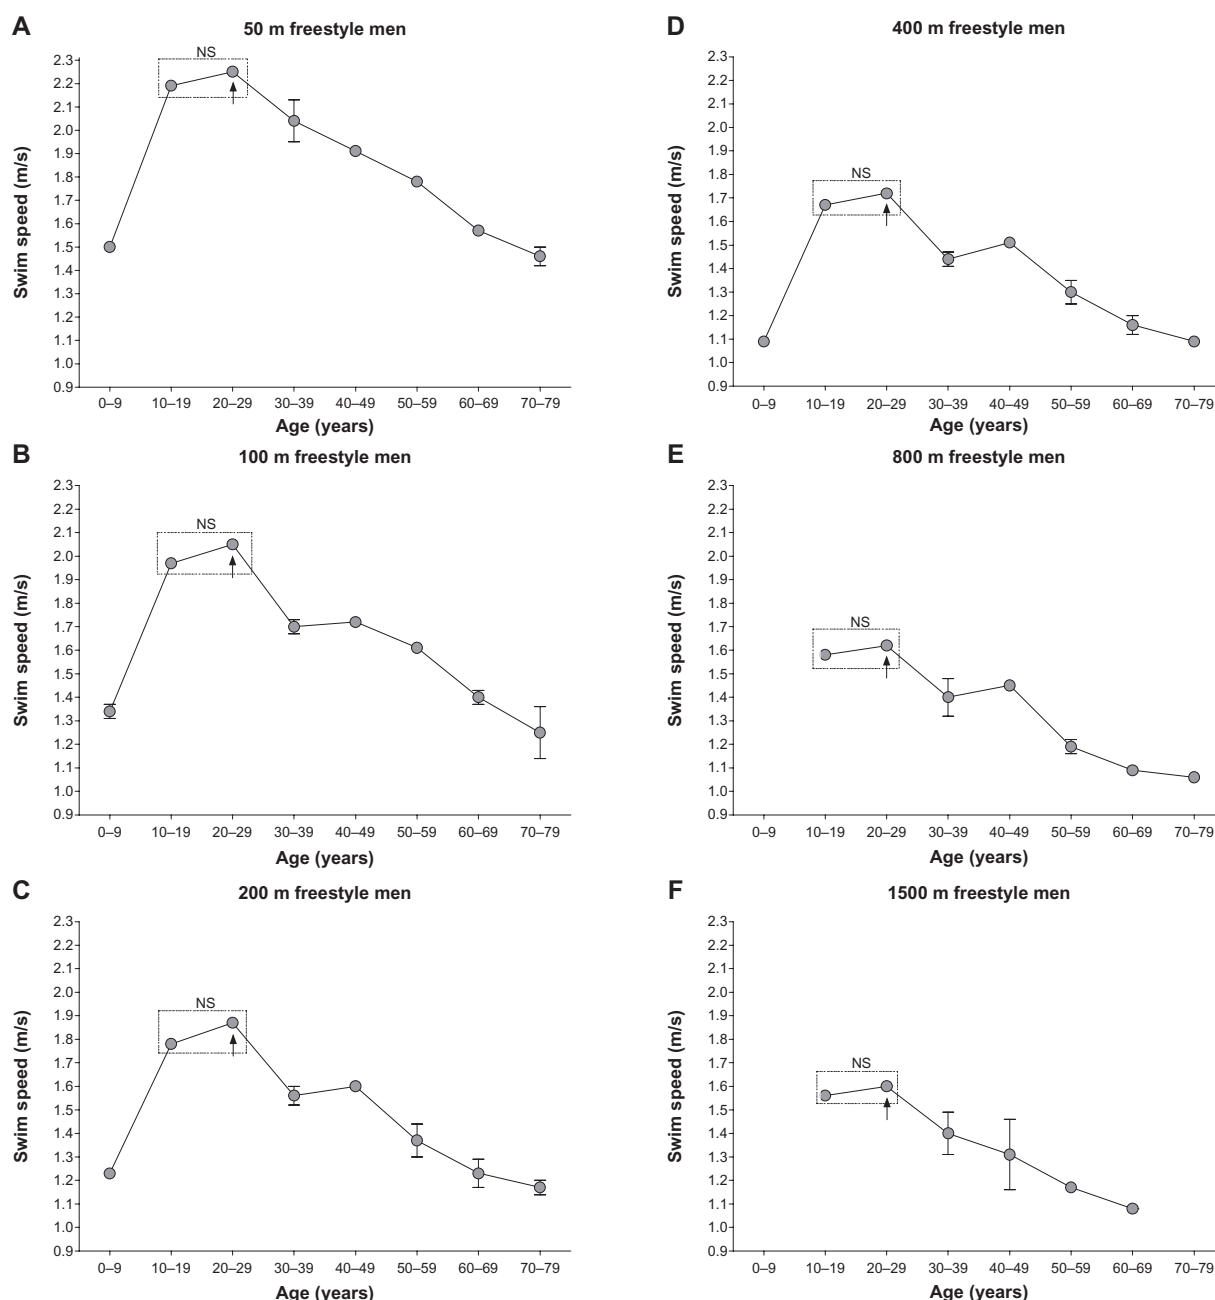 A
50 m freestyle men
NS
Swim speed (m/s)
2.3
2.2
2.1
2.0
1.9
1.8
1.7
1.6
1.5
1.4
1.3
1.2
1.1
1.0
0.9
0–9 10–19 20–29 30–39 40–49 50–59 60–69 70–79
Age (years)
B
100 m freestyle men
NS
Swim speed (m/s)
2.3
2.2
2.1
2.0
1.9
1.8
1.7
1.6
1.5
1.4
1.3
1.2
1.1
1.0
0.9
0–9 10–19 20–29 30–39 40–49 50–59 60–69 70–79
Age (years)
C
200 m freestyle men
NS
Swim speed (m/s)
2.3
2.2
2.1
2.0
1.9
1.8
1.7
1.6
1.5
1.4
1.3
1.2
1.1
1.0
0.9
0–9 10–19 20–29 30–39 40–49 50–59 60–69 70–79
Age (years)
D
400 m freestyle men
NS
Swim speed (m/s)
2.3
2.2
2.1
2.0
1.9
1.8
1.7
1.6
1.5
1.4
1.3
1.2
1.1
1.0
0.9
0–9 10–19 20–29 30–39 40–49 50–59 60–69 70–79
Age (years)
E
800 m freestyle men
NS
Swim speed (m/s)
2.3
2.2
2.1
2.0
1.9
1.8
1.7
1.6
1.5
1.4
1.3
1.2
1.1
1.0
0.9
0–9 10–19 20–29 30–39 40–49 50–59 60–69 70–79
Age (years)
F
1500 m freestyle men
NS
Swim speed (m/s)
2.3
2.2
2.1
2.0
1.9
1.8
1.7
1.6
1.5
1.4
1.3
1.2
1.1
1.0
0.9
0–9 10–19 20–29 30–39 40–49 50–59 60–69 70–79
Age (years)